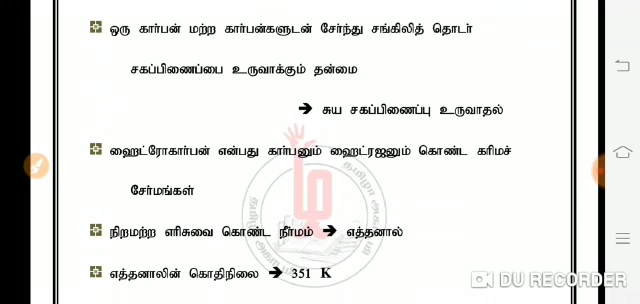 ஒரு கார்பன் மற்ற கார்பன்களுடன் சேர்ந்து சங்கிலித் தொடர்
சகப்பிணைப்பை உருவாக்கும் தன்மை
➔ சுய சகப்பிணைப்பு உருவாதல்
ஹைட்ரோகார்பன் என்பது கார்பனும் ஹைட்ரஜனும் கொண்ட கரிமச்
சேர்மங்கள்
நிறமற்ற எரிசுவை கொண்ட நீர்மம் ➔ எத்தனால்
எத்தனாலின் கொதிநிலை ➔ 351 K
DU RECORDER